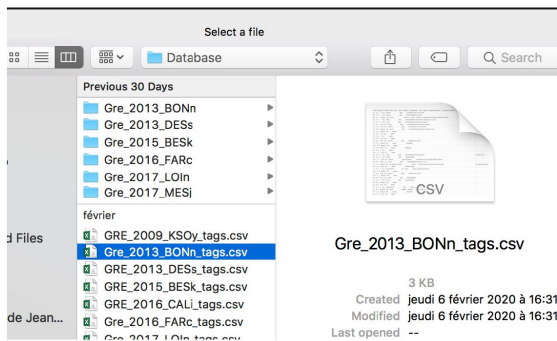 Select a file
Database
Search
Previous 30 Days
Gre_2013_BONn
Gre_2013_DESs
Gre_2015_BESk
Gre_2016_FARc
Gre_2017_LOIn
Gre_2017_MESj
février
GRE_2009_KSOy_tags.csv
Gre_2013_BONn_tags.csv
GRE_2013_DESs_tags.csv
GRE_2015_BESk_tags.csv
GRE_2016_CALi_tags.csv
Gre_2016_FARc_tags.csv
Gre_2017_LOIn_tags.csv
d Files
de Jean...
CSV
Gre_2013_BONn_tags.csv
3 KB
Created jeudi 6 février 2020 à 16:31
Modified jeudi 6 février 2020 à 16:31
Last opened --